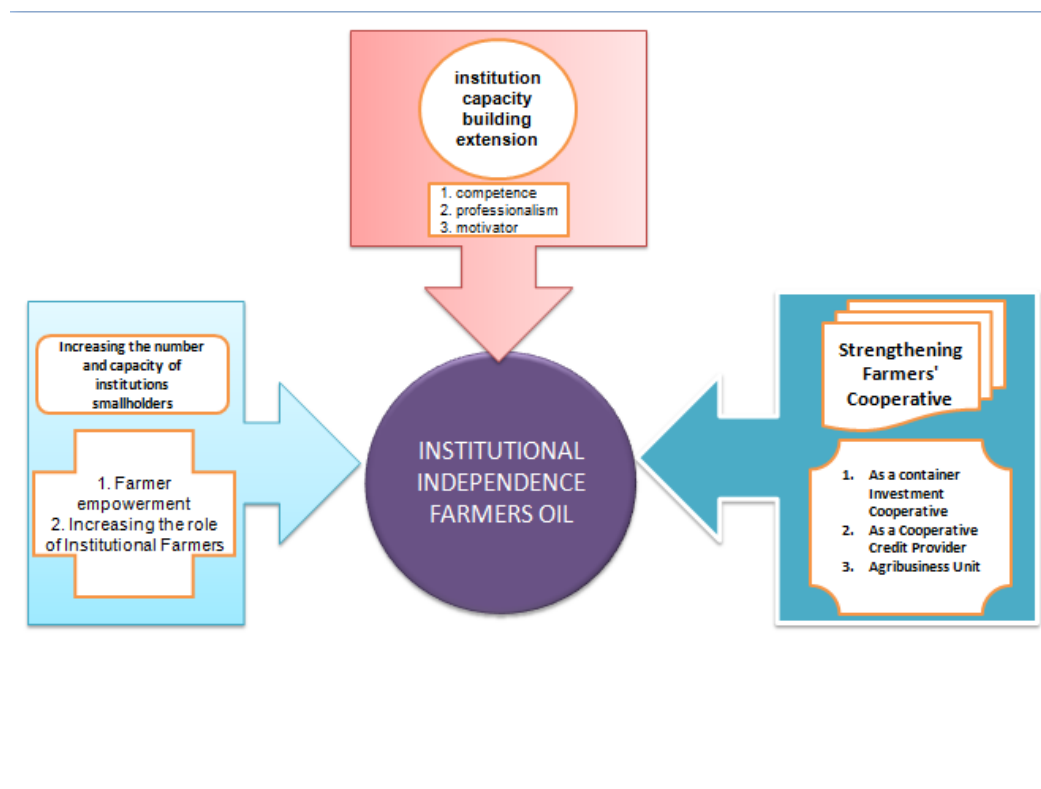 institution
capacity
building
extension
1. competence
2. professionalism
3. motivator
Increasing the number
and capacity of
institutions
smallholders
1. Farmer
empowerment
2. Increasing the role
of Institutional Farmers
INSTITUTIONAL
INDEPENDENCE
FARMERS OIL
Strengthening
Farmers'
Cooperative
1. As a container
Investment
Cooperative
2. As a Cooperative
Credit Provider
3. Agribusiness Unit